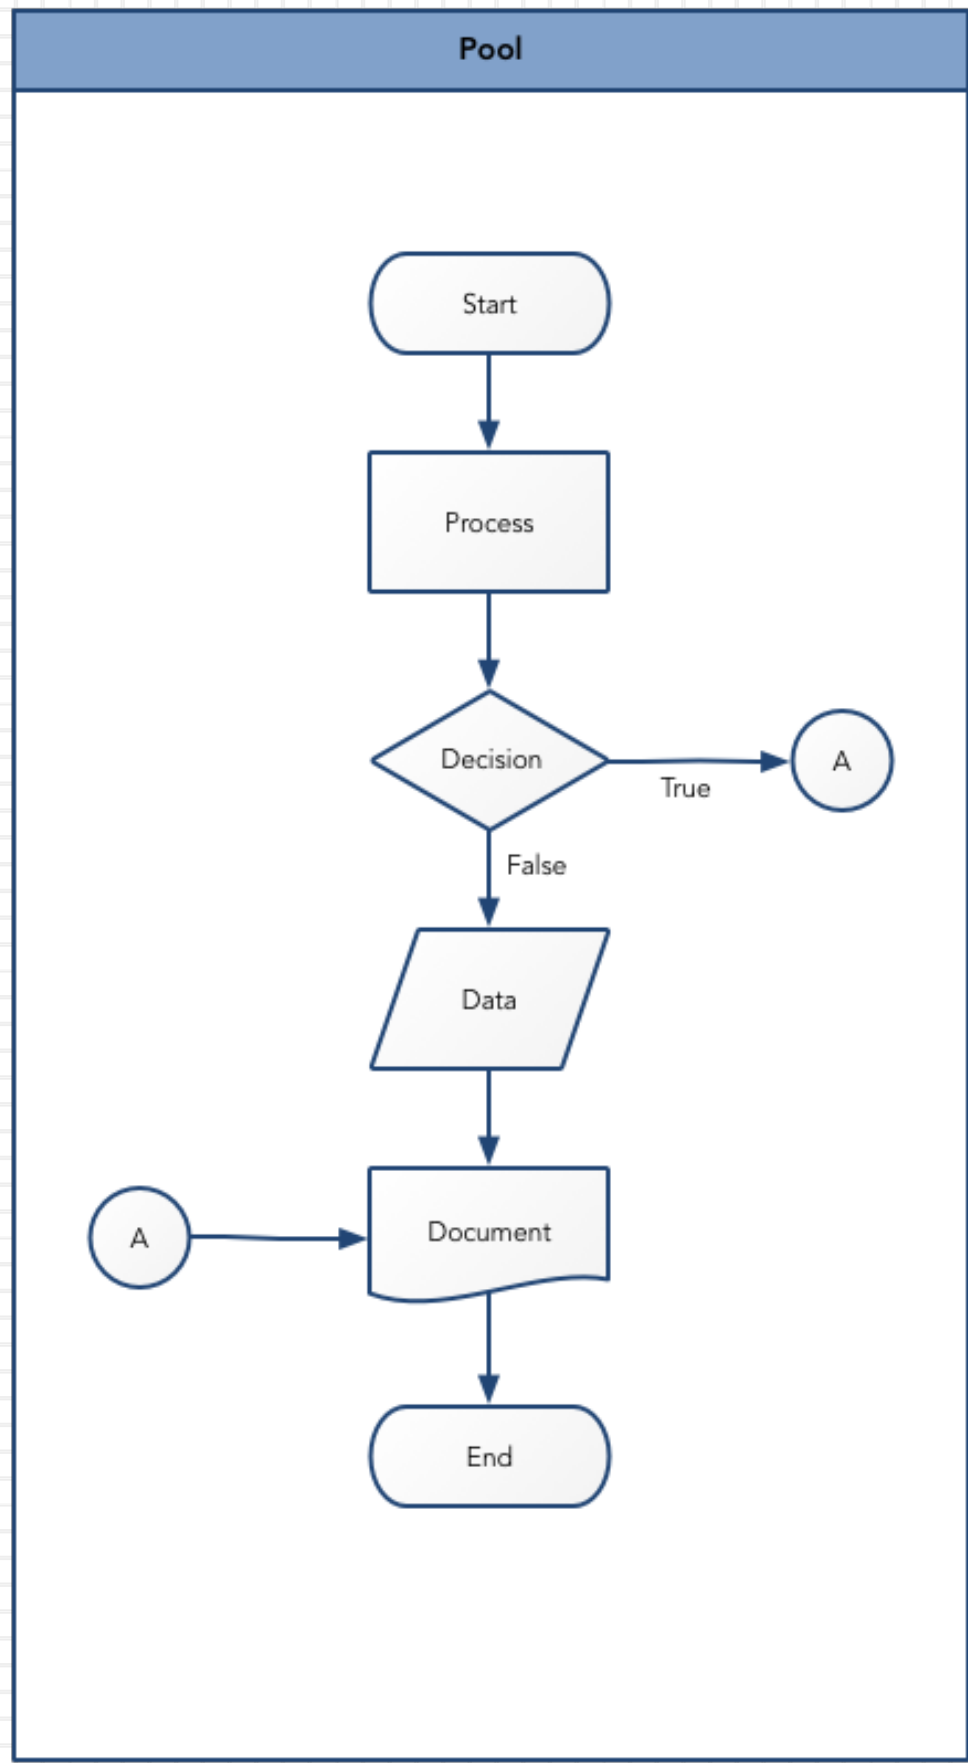 Pool
Start
Process
Decision
True
A
False
Data
A
Document
End